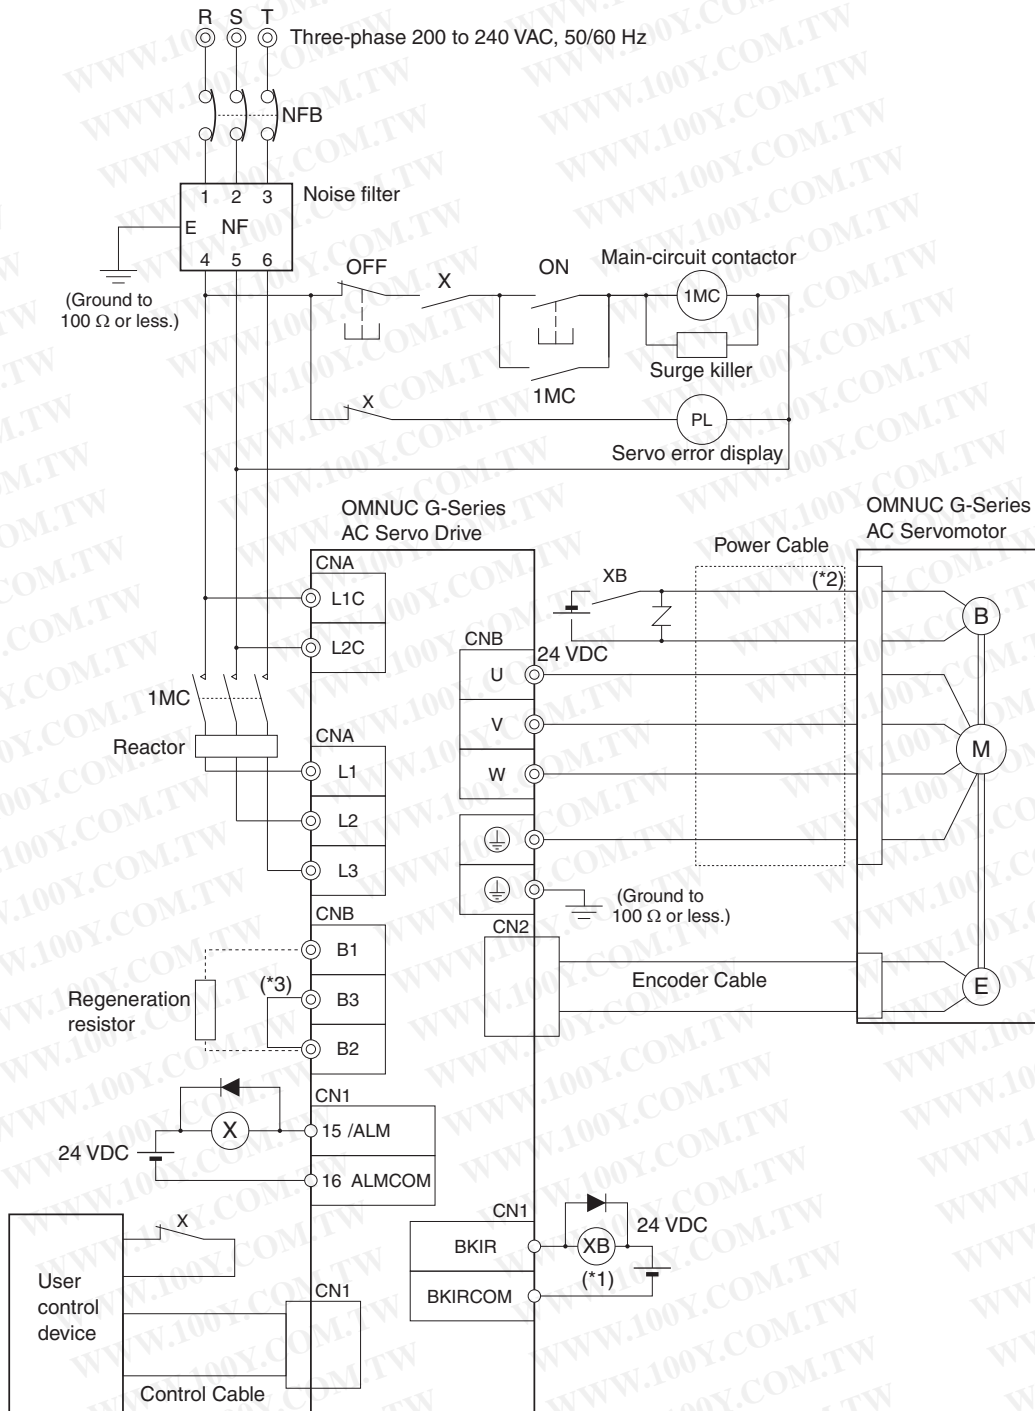 R S T
Three-phase 200 to 240 VAC, 50/60 Hz
NFB
1 2 3
Noise filter
E NF
4 5 6
(Ground to
100 Ω or less.)
OFF
X
ON
Main-circuit contactor
1MC
Surge killer
1MC
X
PL
Servo error display
OMNUC G-Series
AC Servo Drive
OMNUC G-Series
AC Servomotor
Power Cable
(*2)
CNA
L1C
L2C
XB
24 VDC
B
CNB
U
V
W
M
1MC
Reactor
CNA
L1
L2
L3
(Ground to
100 Ω or less.)
CNB
B1
B3
B2
(*3)
Regeneration
resistor
CN2
Encoder Cable
E
CN1
15 /ALM
16 ALMCOM
X
24 VDC
CN1
BKIR
BKIRCOM
XB
(*1)
24 VDC
X
User
control
device
CN1
Control Cable
WWW.100Y.COM.TW